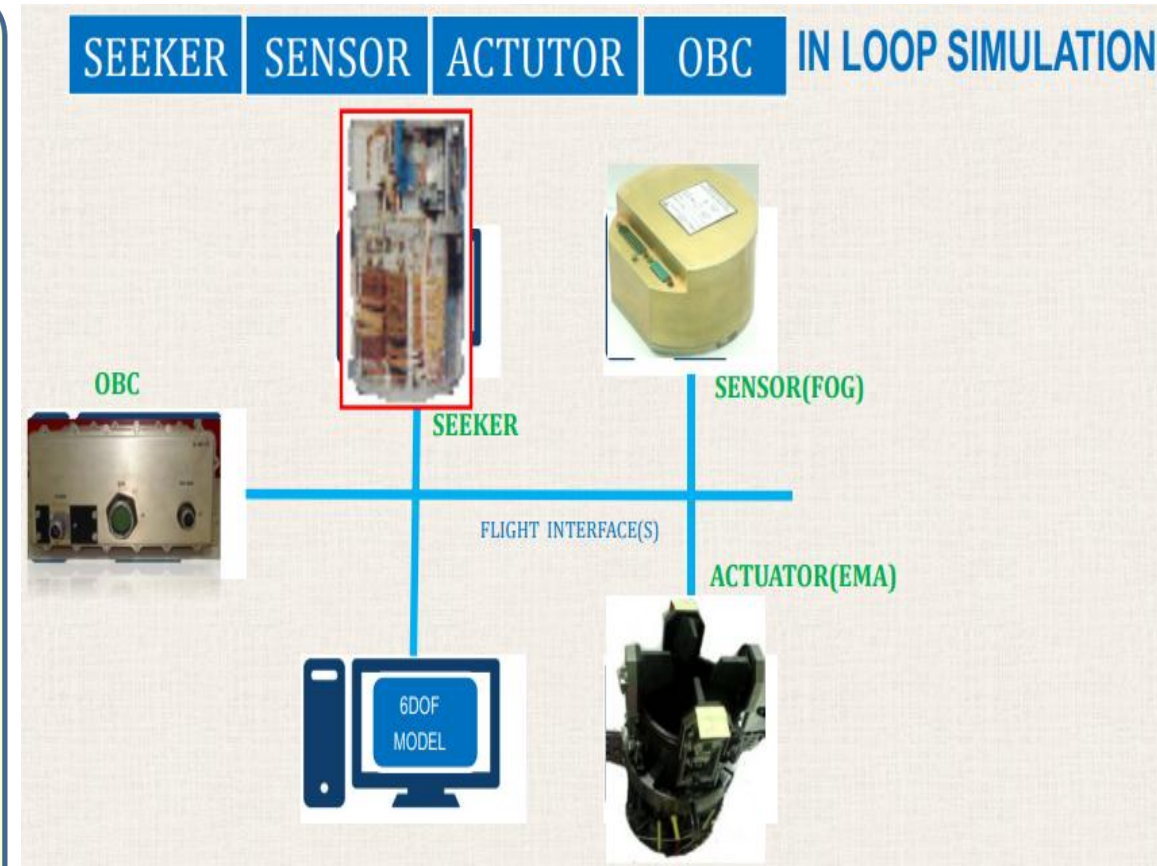 SEEKER SENSOR ACTUTOR OBC IN LOOP SIMULATION
OBC
SEEKER
SENSOR(FOG)
FLIGHT INTERFACE(S)
ACTUATOR(EMA)
6DOF
MODEL